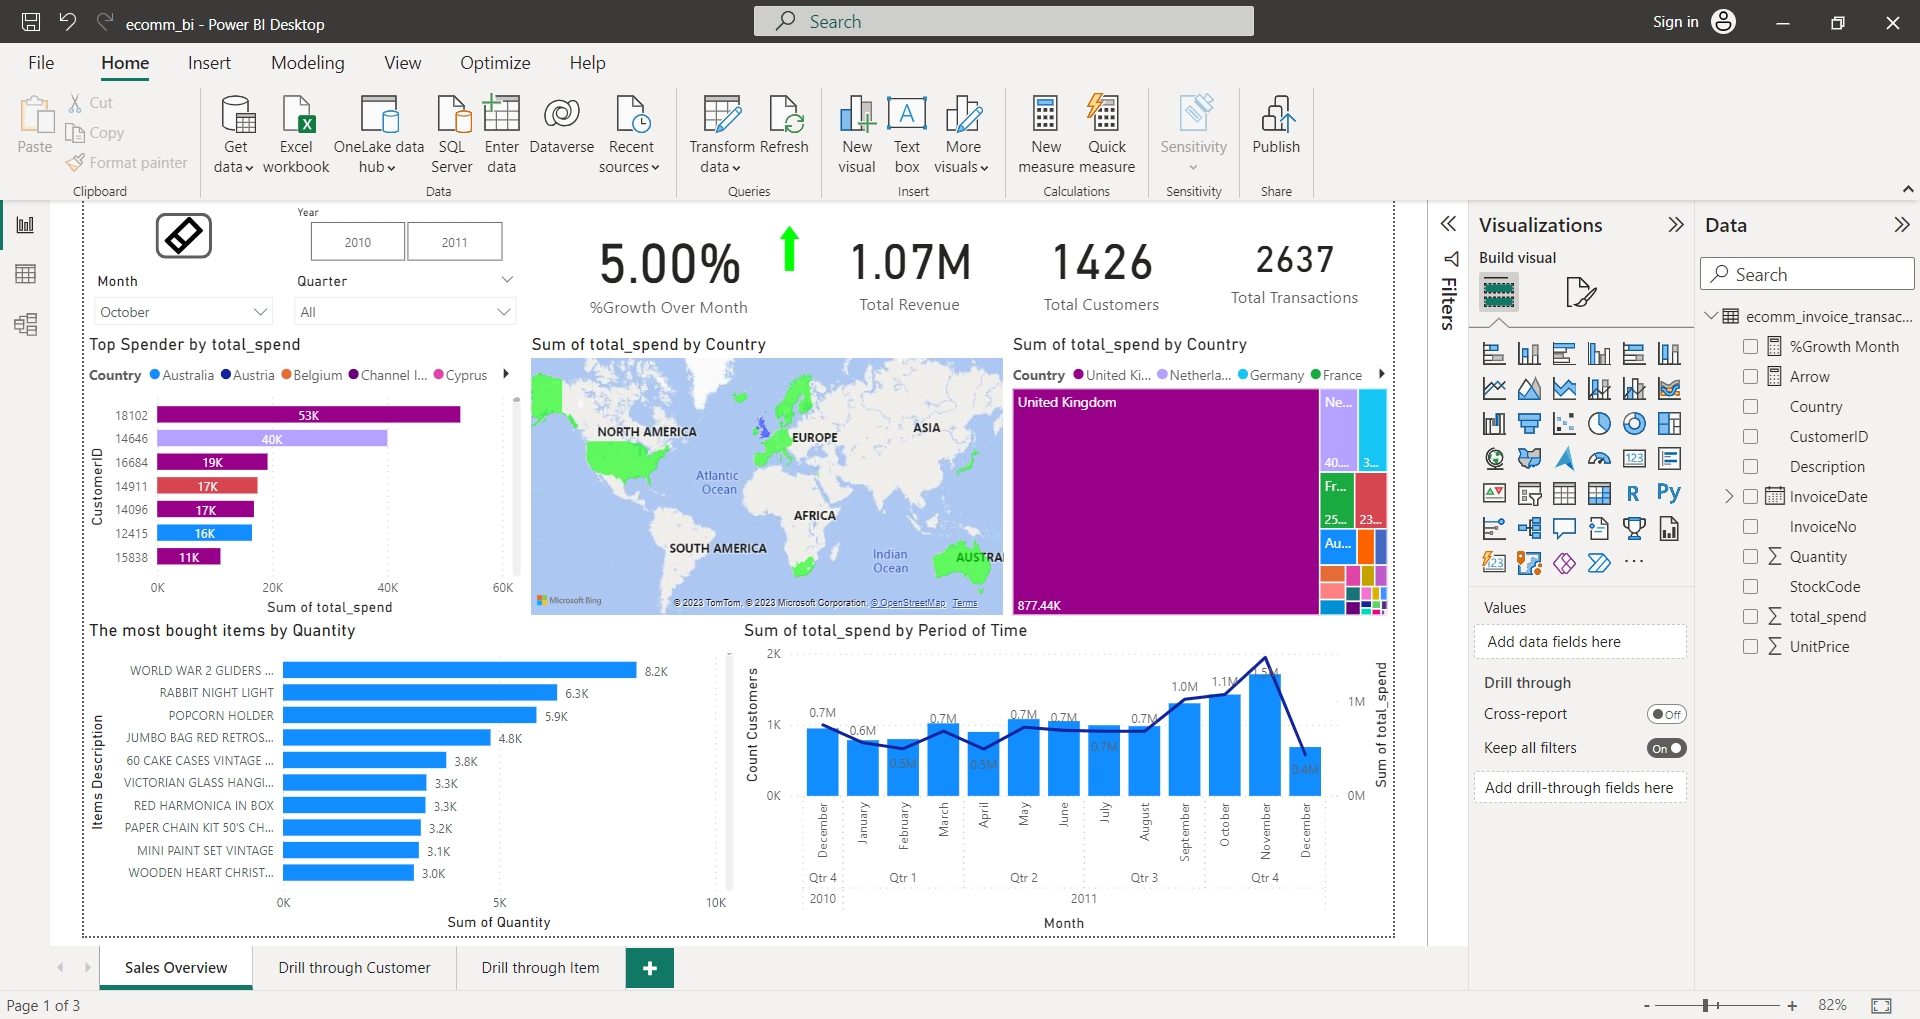 ecomm_bi - Power BI Desktop
Search
Sign in
File Home Insert Modeling View Optimize Help
Paste
Cut
Copy
Format painter
Clipboard
Get data
Excel workbook
OneLake data hub
SQL Server
Enter data
Dataverse
Recent sources
Data
Transform data
Refresh
Queries
New visual
Text box
More visuals
Insert
New measure
Quick measure
Calculations
Sensitivity
Sensitivity
Publish
Share
Year
2010
2011
Month
October
Quarter
All
5.00%
%Growth Over Month
1.07M
Total Revenue
1426
Total Customers
2637
Total Transactions
Top Spender by total_spend
Country Australia Austria Belgium Channel I... Cyprus
CustomerID
18102 53K
14646 40K
16684 19K
14911 17K
14096 17K
12415 16K
15838 11K
0K 20K 40K 60K
Sum of total_spend
Sum of total_spend by Country
NORTH AMERICA
EUROPE
ASIA
Atlantic Ocean
AFRICA
SOUTH AMERICA
Indian Ocean
AUSTRA
Microsoft Bing
© 2023 TomTom, © 2023 Microsoft Corporation, © OpenStreetMap Terms
Sum of total_spend by Country
Country United Ki... Netherla... Germany France
United Kingdom
877.44K
Ne...
40....
3...
Fr...
25...
23...
Au...
The most bought items by Quantity
Items Description
WORLD WAR 2 GLIDERS ... 8.2K
RABBIT NIGHT LIGHT 6.3K
POPCORN HOLDER 5.9K
JUMBO BAG RED RETROS... 4.8K
60 CAKE CASES VINTAGE ... 3.8K
VICTORIAN GLASS HANGI... 3.3K
RED HARMONICA IN BOX 3.3K
PAPER CHAIN KIT 50'S CH... 3.2K
MINI PAINT SET VINTAGE 3.1K
WOODEN HEART CHRIST... 3.0K
0K 5K 10K
Sum of Quantity
Sum of total_spend by Period of Time
Count Customers
2K
1K
0K
0.7M 0.6M 0.5M 0.7M 0.5M 0.7M 0.7M 0.7M 0.7M 1.0M 1.1M 1.5M 0.4M
1M
0M
Sum of total_spend
December January February March April May June July August September October November December
Qtr 4 Qtr 1 Qtr 2 Qtr 3 Qtr 4
2010 2011
Month
Filters
Visualizations
Build visual
123
R
Py
123
Values
Add data fields here
Drill through
Cross-report
Off
Keep all filters
On
Add drill-through fields here
Data
Search
ecomm_invoice_transac...
%Growth Month
Arrow
Country
CustomerID
Description
InvoiceDate
InvoiceNo
Quantity
StockCode
total_spend
UnitPrice
Sales Overview
Drill through Customer
Drill through Item
Page 1 of 3
- + 82%